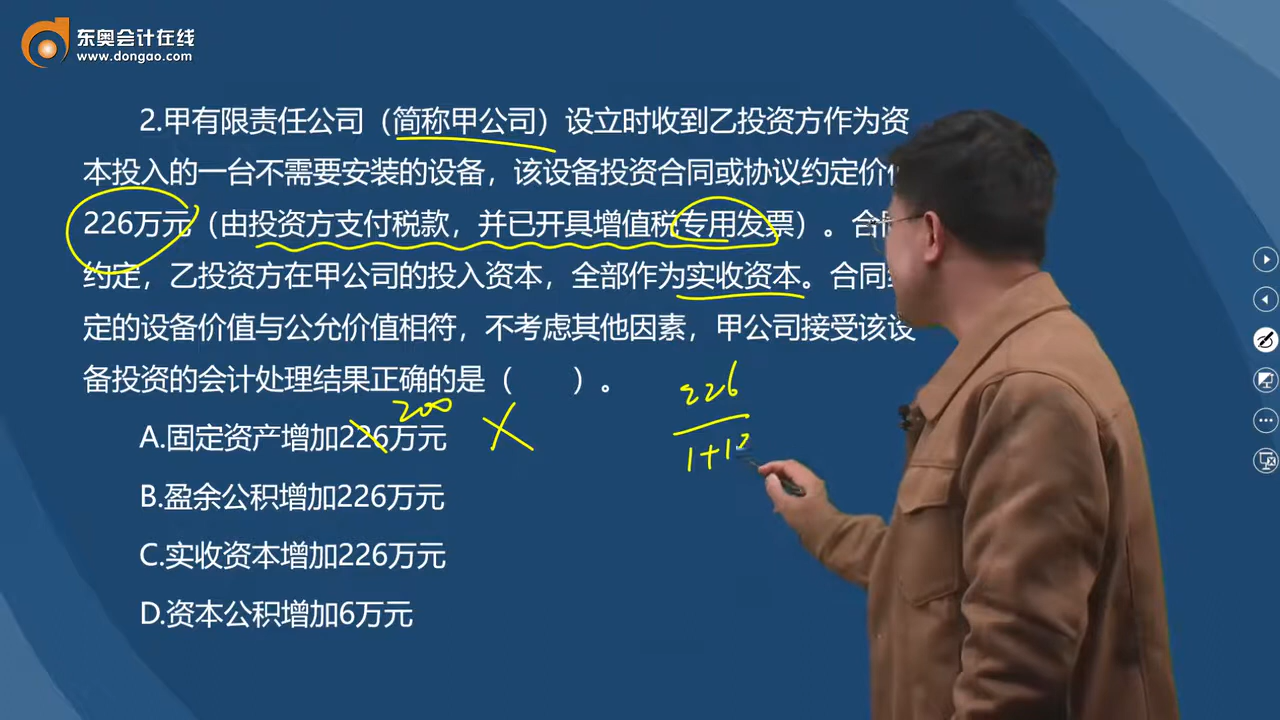 东奥会计在线
www.dongao.com
2.甲有限责任公司（简称甲公司）设立时收到乙投资方作为资
本投入的一台不需要安装的设备，该设备投资合同或协议约定价
226万元（由投资方支付税款，并已开具增值税专用发票）。合
约定，乙投资方在甲公司的投入资本，全部作为实收资本。合同
定的设备价值与公允价值相符，不考虑其他因素，甲公司接受该设
备投资的会计处理结果正确的是（ ）。
200
226
A.固定资产增加226万元
1+13
B.盈余公积增加226万元
C.实收资本增加226万元
D.资本公积增加6万元